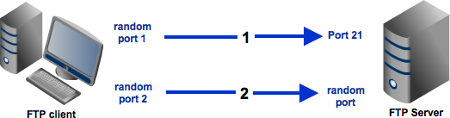 random
port 1
1
Port 21
random
port 2
2
random
port
FTP client
FTP Server